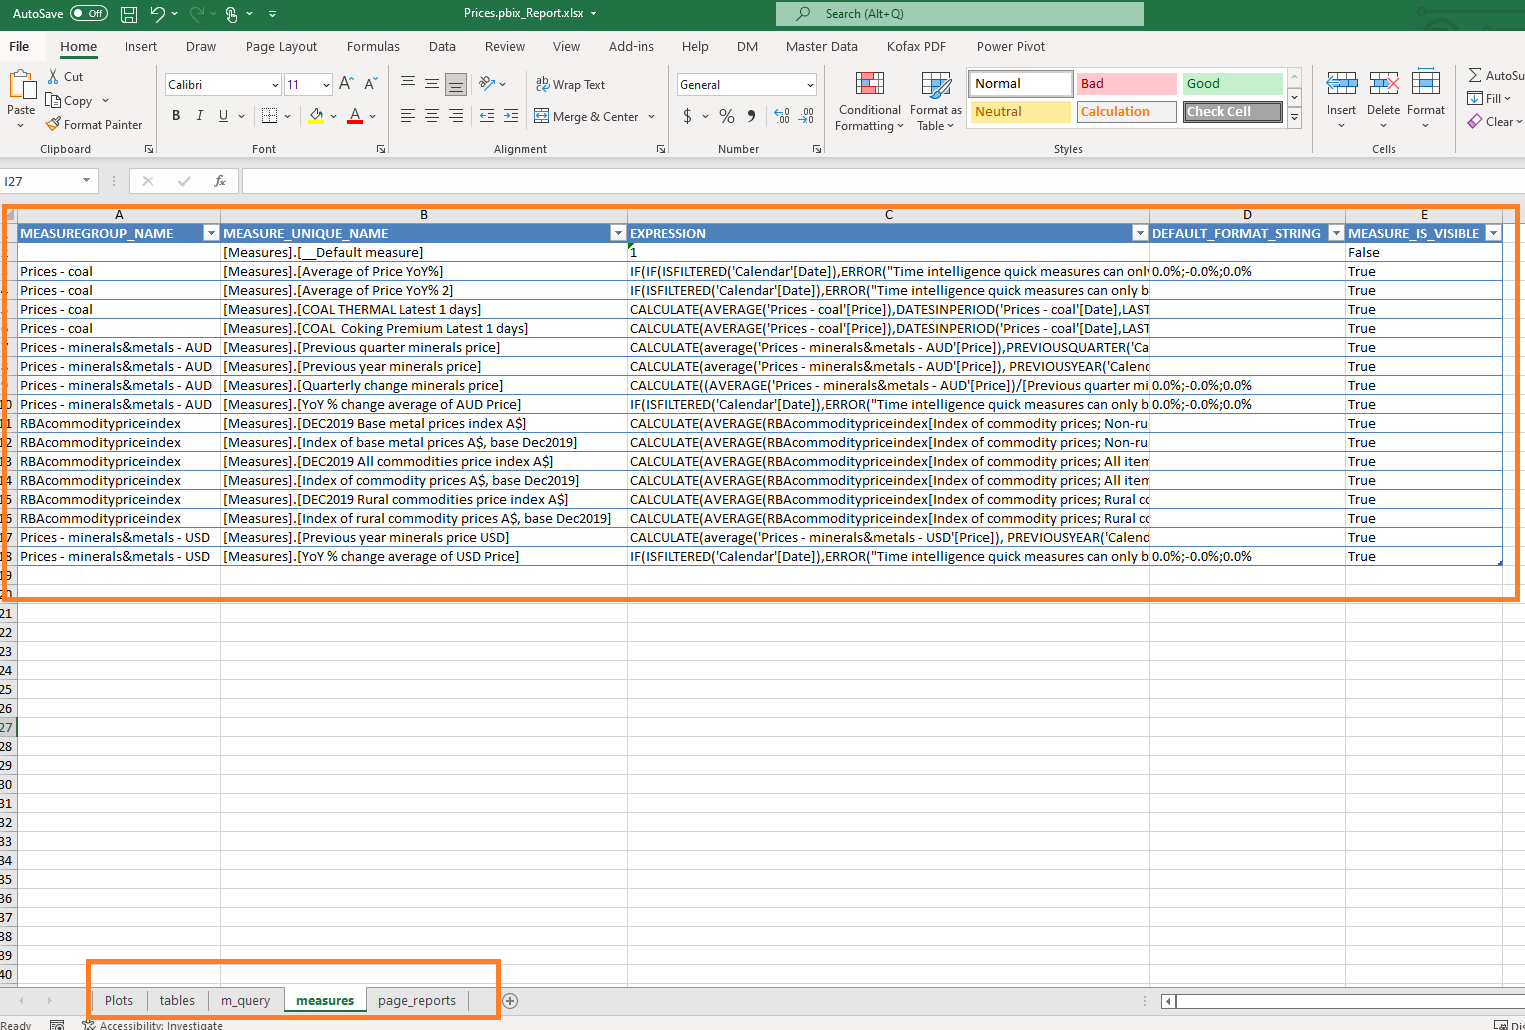 AutoSave Off Prices.pbix_Report.xlsx Search (Alt+Q)
File Home Insert Draw Page Layout Formulas Data Review View Add-ins Help DM Master Data Kofax PDF Power Pivot
Paste
Cut
Copy
Format Painter
Clipboard
Calibri 11
B I U
Font
ab Wrap Text
Merge & Center
Alignment
General
$ % 9
Number
Conditional Formatting
Format as Table
Normal Bad Good
Neutral Calculation Check Cell
Styles
Insert Delete Format
Cells
AutoSu
Fill
Clear
I27 fx
A B C D E
MEASUREGROUP_NAME MEASURE_UNIQUE_NAME EXPRESSION DEFAULT_FORMAT_STRING MEASURE_IS_VISIBLE
[Measures].[__Default measure] 1 False
Prices - coal [Measures].[Average of Price YoY%] IF(IF(ISFILTERED('Calendar'[Date]),ERROR("Time intelligence quick measures can onl 0.0%;-0.0%;0.0% True
Prices - coal [Measures].[Average of Price YoY% 2] IF(ISFILTERED('Calendar'[Date]),ERROR("Time intelligence quick measures can only b True
Prices - coal [Measures].[COAL THERMAL Latest 1 days] CALCULATE(AVERAGE('Prices - coal'[Price]),DATESINPERIOD('Prices - coal'[Date],LAST True
Prices - coal [Measures].[COAL  Coking Premium Latest 1 days] CALCULATE(AVERAGE('Prices - coal'[Price]),DATESINPERIOD('Prices - coal'[Date],LAST True
7 Prices - minerals&metals - AUD [Measures].[Previous quarter minerals price] CALCULATE(average('Prices - minerals&metals - AUD'[Price]),PREVIOUSQUARTER('Ca True
Prices - minerals&metals - AUD [Measures].[Previous year minerals price] CALCULATE(average('Prices - minerals&metals - AUD'[Price]), PREVIOUSYEAR('Calenc True
Prices - minerals&metals - AUD [Measures].[Quarterly change minerals price] CALCULATE((AVERAGE('Prices - minerals&metals - AUD'[Price])/[Previous quarter mi 0.0%;-0.0%;0.0% True
10 Prices - minerals&metals - AUD [Measures].[YoY % change average of AUD Price] IF(ISFILTERED('Calendar'[Date]),ERROR("Time intelligence quick measures can only b 0.0%;-0.0%;0.0% True
11 RBAcommoditypriceindex [Measures].[DEC2019 Base metal prices index A$] CALCULATE(AVERAGE(RBAcommoditypriceindex[Index of commodity prices; Non-ru True
12 RBAcommoditypriceindex [Measures].[Index of base metal prices A$, base Dec2019] CALCULATE(AVERAGE(RBAcommoditypriceindex[Index of commodity prices; Non-ru True
13 RBAcommoditypriceindex [Measures].[DEC2019 All commodities price index A$] CALCULATE(AVERAGE(RBAcommoditypriceindex[Index of commodity prices; All item True
14 RBAcommoditypriceindex [Measures].[Index of commodity prices A$, base Dec2019] CALCULATE(AVERAGE(RBAcommoditypriceindex[Index of commodity prices; All item True
15 RBAcommoditypriceindex [Measures].[DEC2019 Rural commodities price index A$] CALCULATE(AVERAGE(RBAcommoditypriceindex[Index of commodity prices; Rural cc True
16 RBAcommoditypriceindex [Measures].[Index of rural commodity prices A$, base Dec2019] CALCULATE(AVERAGE(RBAcommoditypriceindex[Index of commodity prices; Rural cc True
17 Prices - minerals&metals - USD [Measures].[Previous year minerals price USD] CALCULATE(average('Prices - minerals&metals - USD'[Price]), PREVIOUSYEAR('Calend True
18 Prices - minerals&metals - USD [Measures].[YoY % change average of USD Price] IF(ISFILTERED('Calendar'[Date]),ERROR("Time intelligence quick measures can only b 0.0%;-0.0%;0.0% True
19
20
21
22
23
24
25
26
27
28
29
30
31
32
33
34
35
36
37
38
39
40
Plots tables m_query measures page_reports
Ready Accessibility: Investigate Dis